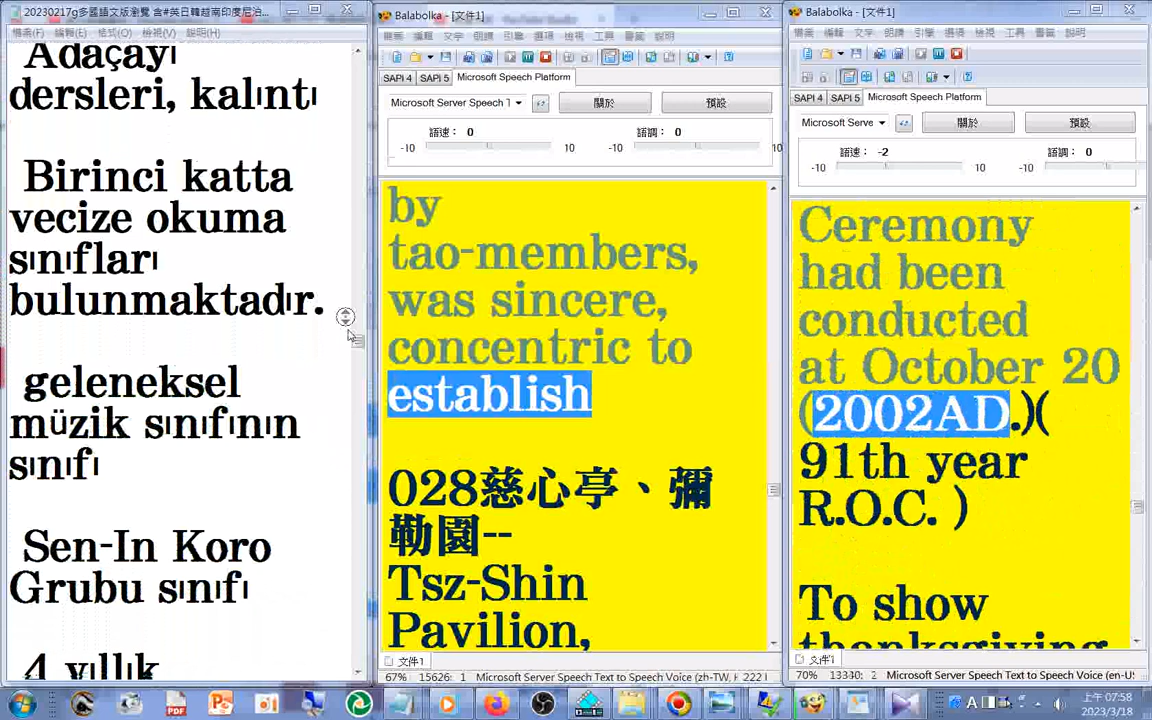 20230217g多國語文版瀏覽 含#英日韓越南印度尼泊...
檔案(F) 編輯(E) 格式(O) 檢視(V) 說明(H)
Adaçayı
dersleri, kalıntı
Birinci katta
vecize okuma
sınıfları
bulunmaktadır.
geleneksel
müzik sınıfının
sınıfı
Sen-In Koro
Grubu sınıfı
4 yıllık
Balabolka - [文件1]
檔案 編輯 文字 朗讀 引擎 選項 檢視 工具 書籤 說明
SAPI 4 SAPI 5 Microsoft Speech Platform
Microsoft Server Speech T 關於 預設
語速： 0 語調： 0
-10 10 -10 10
by
tao-members,
was sincere,
concentric to
establish
028慈心亭、彌
勒園--
Tsz-Shin
Pavilion,
文件1
67% 15626: 1 Microsoft Server Speech Text to Speech Voice (zh-TW, H 222 I
Balabolka - [文件1]
檔案 編輯 文字 朗讀 引擎 選項 檢視 工具 書籤 說明
SAPI 4 SAPI 5 Microsoft Speech Platform
Microsoft Serve 關於 預設
語速： -2 語調： 0
-10 10 -10
Ceremony
had been
conducted
at October 20
(2002AD.)(
91th year
R.O.C. )
To show
thanksgiving
文件1
70% 13340: 2 Microsoft Server Speech Text to Speech Voice (en-U
上午 07:58
2023/3/18